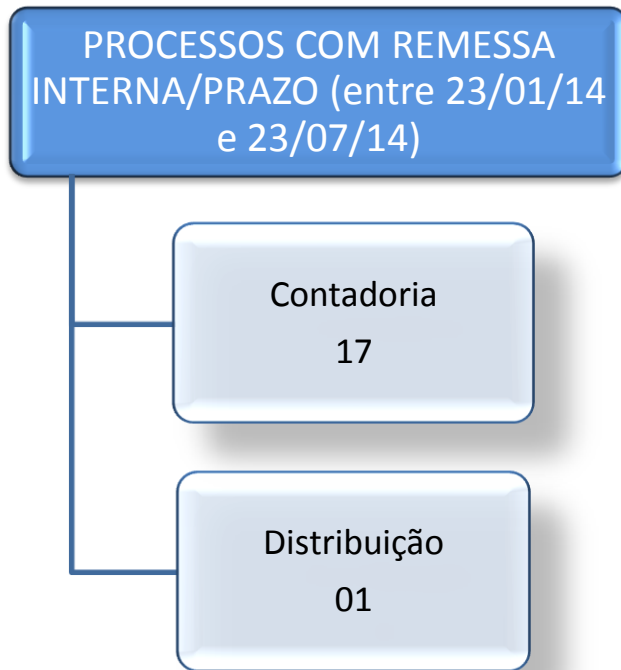 PROCESSOS COM REMESSA
INTERNA/PRAZO (entre 23/01/14
e 23/07/14)
Contadoria
17
Distribuição
01